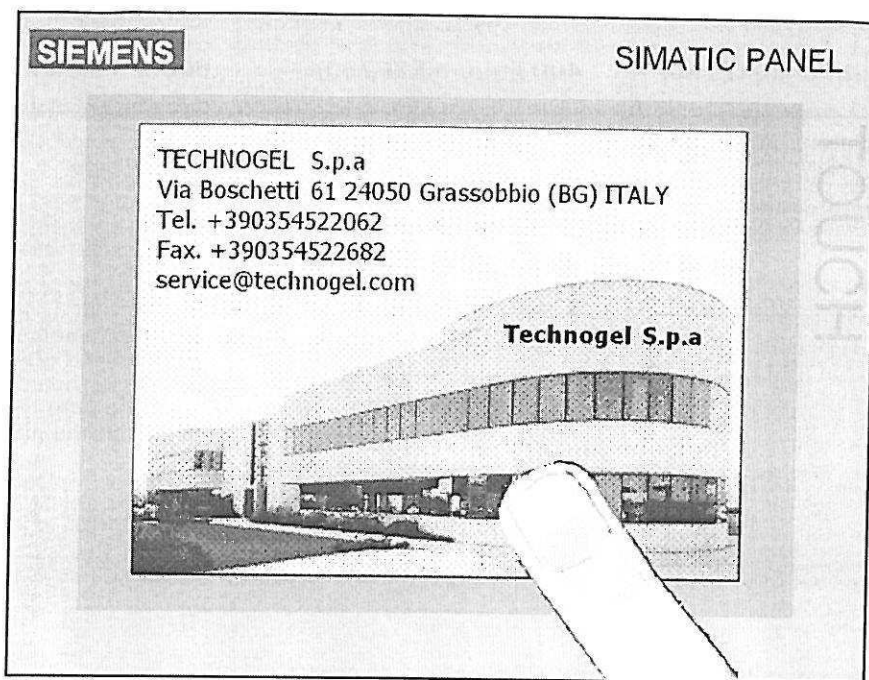 SIEMENS
SIMATIC PANEL
TECHNOGEL S.p.a
Via Boschetti 61 24050 Grassobbio (BG) ITALY
Tel. +390354522062
Fax. +390354522682
service@technogel.com
Technogel S.p.a
TOUCH